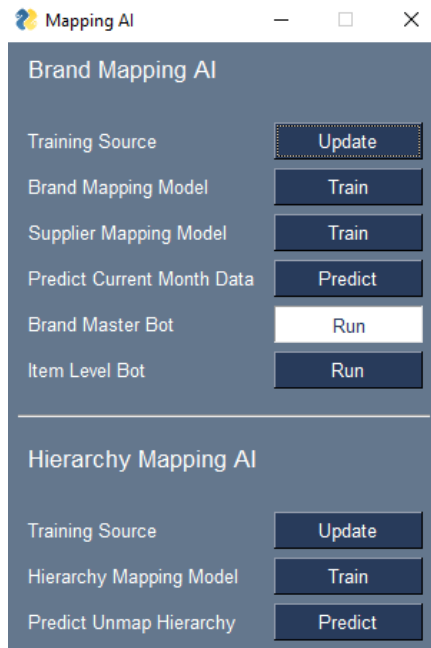 Mapping AI
Brand Mapping AI
Training Source Update
Brand Mapping Model Train
Supplier Mapping Model Train
Predict Current Month Data Predict
Brand Master Bot Run
Item Level Bot Run
Hierarchy Mapping AI
Training Source Update
Hierarchy Mapping Model Train
Predict Unmap Hierarchy Predict